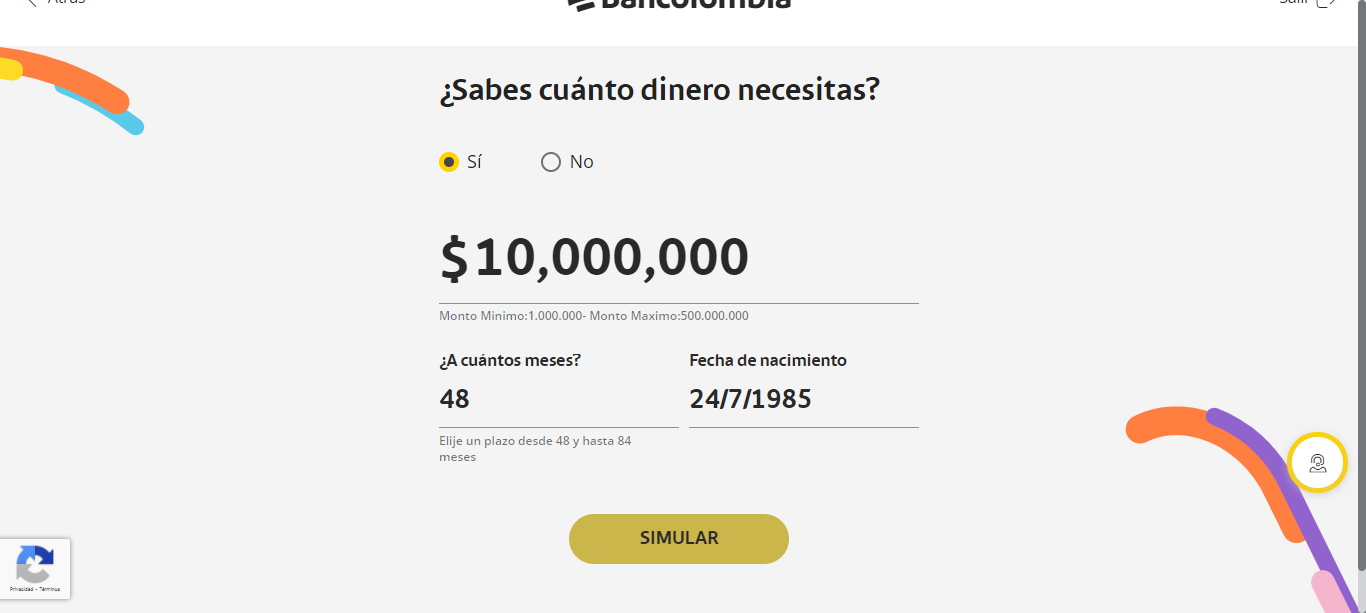 Atrás
Bancolombia
Salir
¿Sabes cuánto dinero necesitas?
Sí
No
$10,000,000
Monto Minimo:1.000.000- Monto Maximo:500.000.000
¿A cuántos meses?
Fecha de nacimiento
48
24/7/1985
Elije un plazo desde 48 y hasta 84
meses
SIMULAR
Privacidad - Términos